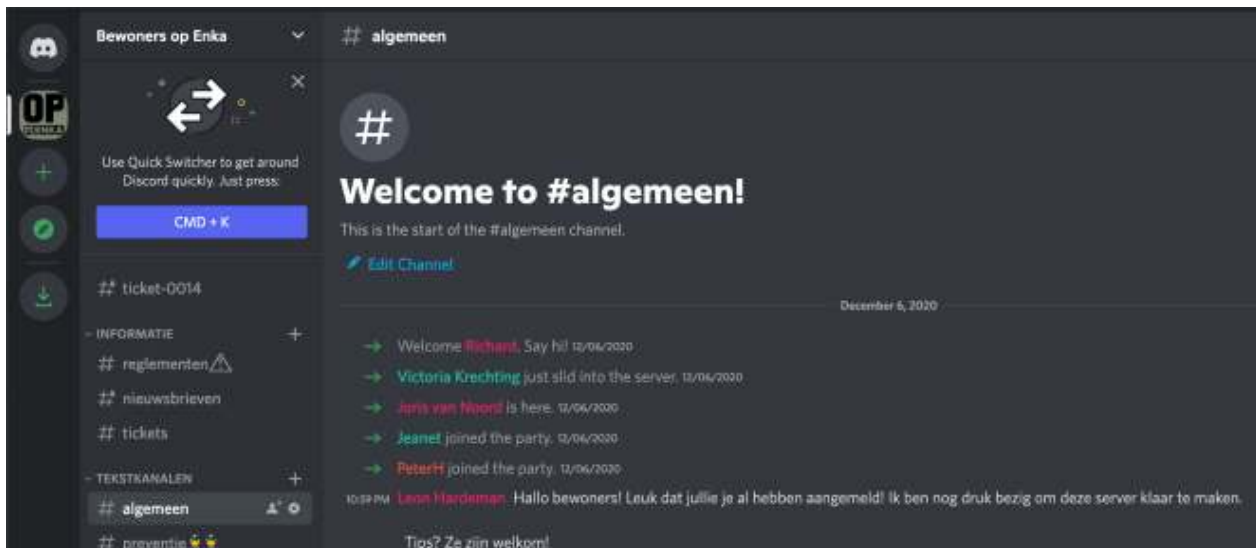 Bewoners op Enka
# algemeen
OP
Use Quick Switcher to get around
Discord quickly. Just press:
CMD + K
# ticket-0014
INFORMATIE
# reglementen
# nieuwsbrieven
# tickets
TEKSTKANALEN
# algemeen
# preventie
#
Welcome to #algemeen!
This is the start of the #algemeen channel.
Edit Channel
December 6, 2020
Welcome Richard. Say hi! 12/06/2020
Victoria Krechting just slid into the server. 12/06/2020
Joris van Noord is here. 12/06/2020
Jeanet joined the party. 12/06/2020
PeterH joined the party. 12/06/2020
10:59 PM Leon Hardeman Hallo bewoners! Leuk dat jullie je al hebben aangemeld! Ik ben nog druk bezig om deze server klaar te maken.
Tips? Ze zijn welkom!